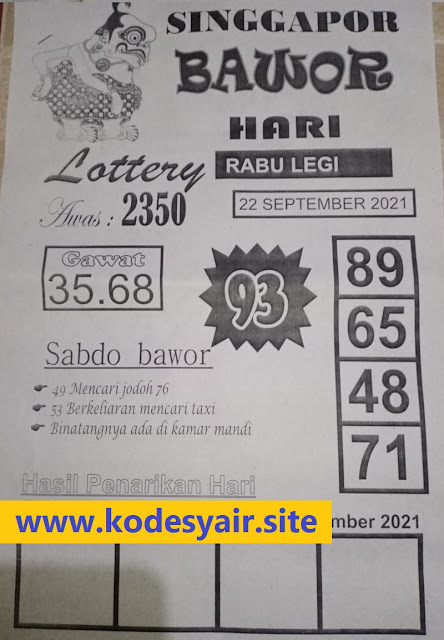 SINGGAPOR
BAWOR
HARI
Lottery RABU LEGI
Awas : 2350
22 SEPTEMBER 2021
Gawat
35.68
93
89
65
48
71
Sabdo bawor
49 Mencari jodoh 76
53 Berkeliaran mencari taxi
Binatangnya ada di kamar mandi
Hasil Penarikan Hari
www.kodesyair.site
mber 2021